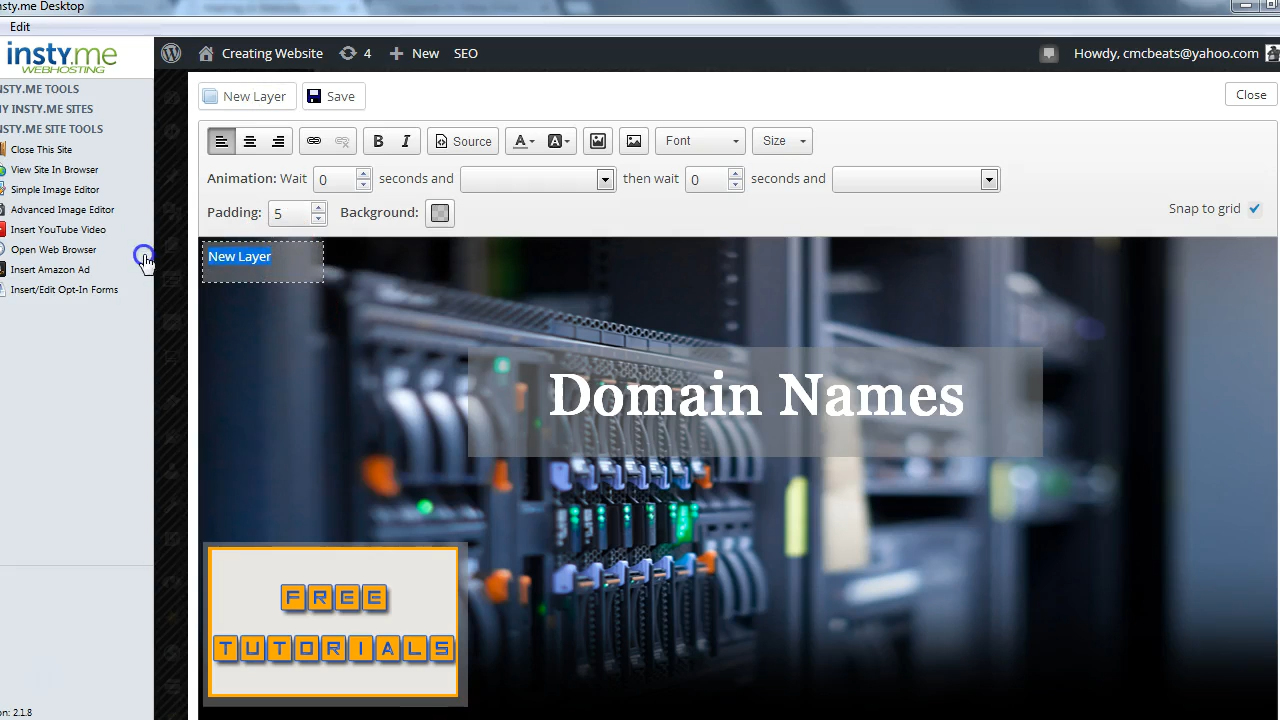 insty.me Desktop
Edit
insty.me
WEBHOSTING
Creating Website
4
New
SEO
Howdy, cmcbeats@yahoo.com
INSTY.ME TOOLS
MY INSTY.ME SITES
INSTY.ME SITE TOOLS
Close This Site
View Site In Browser
Simple Image Editor
Advanced Image Editor
Insert YouTube Video
Open Web Browser
Insert Amazon Ad
Insert/Edit Opt-In Forms
on: 2.1.8
New Layer
Save
Close
B
I
Source
A
A
Font
Size
Animation: Wait 0 seconds and then wait 0 seconds and
Padding: 5 Background:
Snap to grid
New Layer
Domain Names
FREE
TUTORIALS